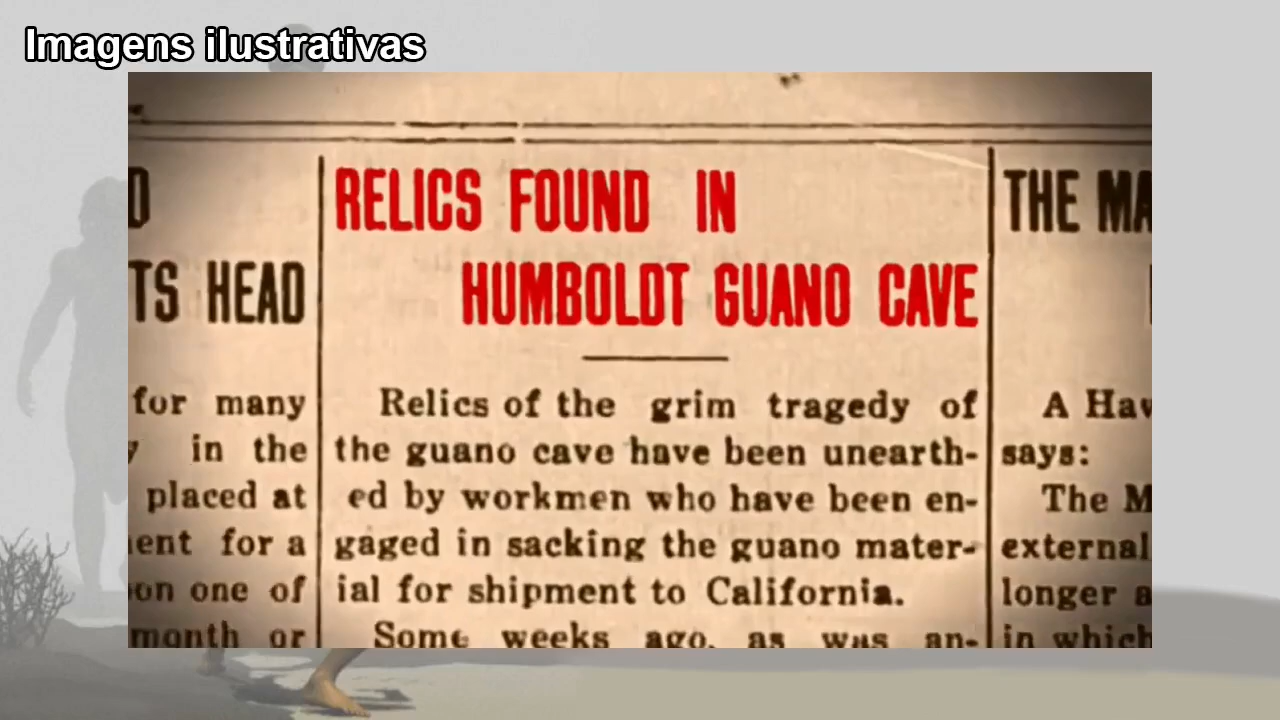 Imagens ilustrativas
TS HEAD
for many
in the
placed at
for a
one of
month or
RELICS FOUND IN
HUMBOLDT GUANO CAVE
Relics of the grim tragedy of
the guano cave have been unearth-
ed by workmen who have been en-
gaged in sacking the guano mater-
ial for shipment to California.
Some weeks ago, as was an-
THE
A
says:
The
external
longer
in which